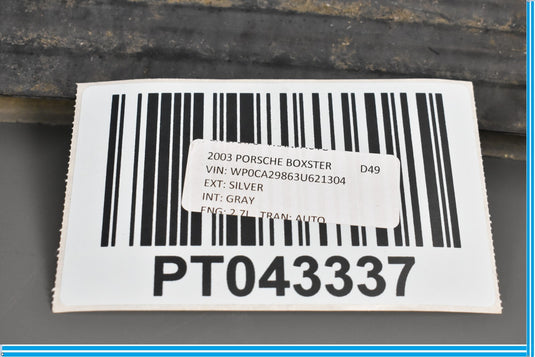 2003 PORSCHE BOXSTER D49
VIN: WP0CA29863U621304
EXT: SILVER
INT: GRAY
ENG: 2.7L TRAN: AUTO
PT043337